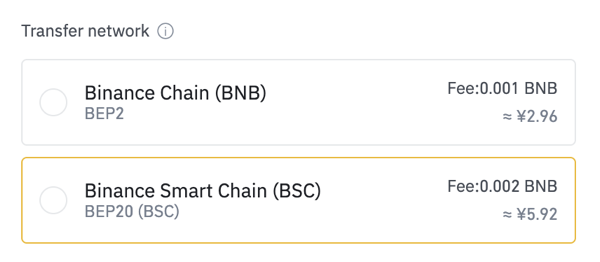 Transfer network
Binance Chain (BNB)
BEP2
Fee:0.001 BNB
≈ ¥2.96
Binance Smart Chain (BSC)
BEP20 (BSC)
Fee:0.002 BNB
≈ ¥5.92